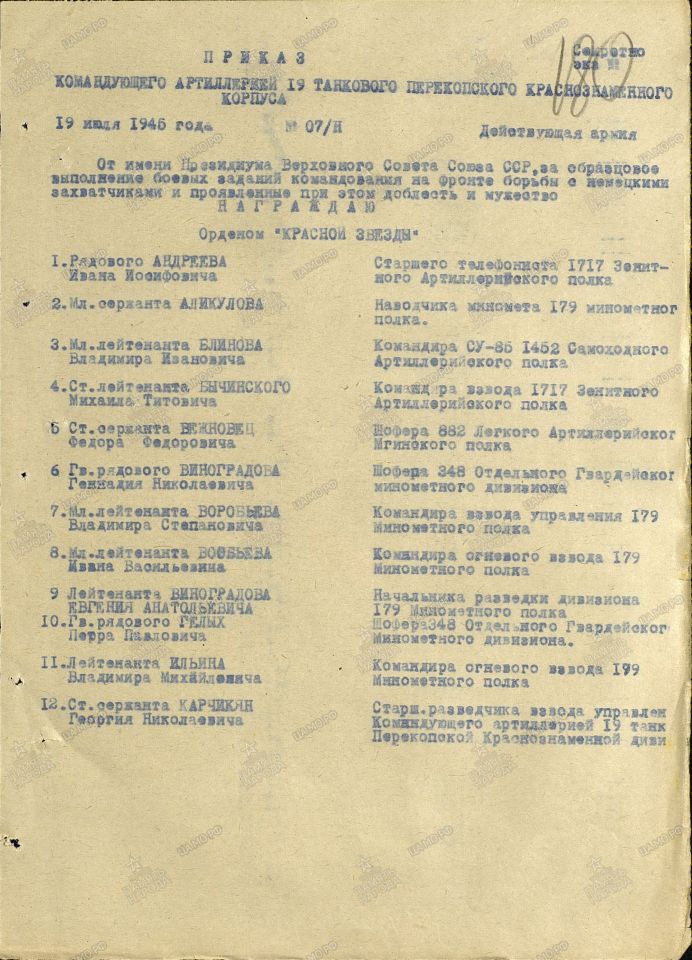 180
Секретно
экз №
ПРИКАЗ
КОМАНДУЮЩЕГО АРТИЛЛЕРИЕЙ 19 ТАНКОВОГО ПЕРЕКОПСКОГО КРАСНОЗНАМЕННОГО
КОРПУСА
19 июля 1945 года № 07/Н Действующая армия
От имени Президиума Верховного Совета Союза ССР, за образцовое
выполнение боевых заданий командования на фронте борьбы с немецкими
захватчиками и проявленные при этом доблесть и мужество
НАГРАЖДАЮ
Орденом "КРАСНОЙ ЗВЕЗДЫ"
1. Рядового АНДРЕЕВА Старшего телефониста 1717 Зенит-
Ивана Иосифовича ного Артиллерийского полка
2. Мл.сержанта АЛИКУЛОВА Наводчика миномета 179 минометног
полка.
3. Мл.лейтенанта БЛИНОВА Командира СУ-85 1452 Самоходного
Владимира Ивановича Артиллерийского полка
4. Ст.лейтенанта БЫЧИНСКОГО Командира взвода 1717 Зенитного
Михаила Титовича Артиллерийского полка
5 Ст.сержанта ВЕЖНОВЕЦ Шофера 882 Легкого Артиллерийског
Федора Федоровича Мгинского полка
6 Гв.рядового ВИНОГРАДОВА Шофера 348 Отдельного Гвардейског
Геннадия Николаевича минометного дивизиона
7. Мл.лейтенанта ВОРОБЬЕВА Командира взвода управления 179
Владимира Степановича Минометного полка
8. Мл.лейтенанта Командира огневого взвода 179
Ивана Васильевича Минометного полка
9 Лейтенанта ВИНОГРАДОВА Начальника разведки дивизиона
ЕВГЕНИЯ АНАТОЛЬЕВИЧА 179 Минометного полка
10. Гв.рядового ГЕЛЫХ Шофера 348 Отдельного Гвардейског
Петра Павловича Минометного дивизиона.
11. Лейтенанта ИЛЬИНА Командира огневого взвода 199
Владимира Михайловича Минометного полка
12. Ст.сержанта КАРЧИКЯН Старш.разведчика взвода управлен
Георгия Николаевича Командующего артиллерией 19 танк
Перекопской Краснознаменной диви